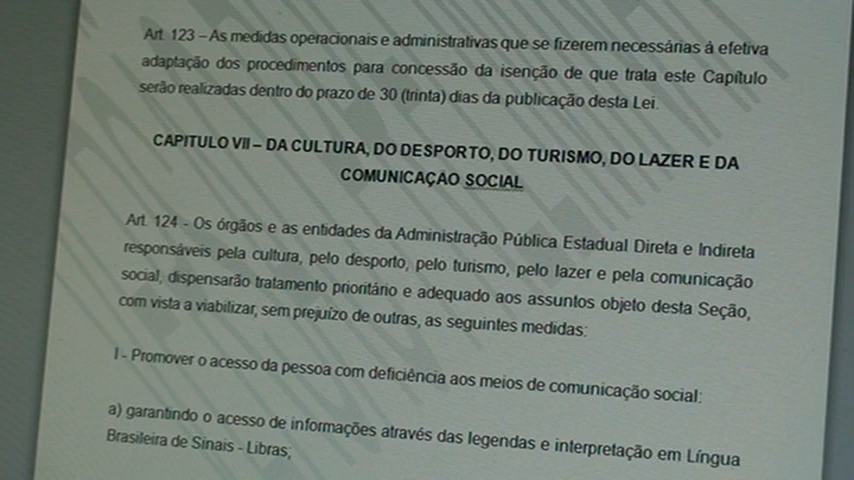 Art. 123 – As medidas operacionais e administrativas que se fizerem necessárias à efetiva
adaptação dos procedimentos para concessão da isenção de que trata este Capítulo
serão realizadas dentro do prazo de 30 (trinta) dias da publicação desta Lei.
CAPITULO VII – DA CULTURA, DO DESPORTO, DO TURISMO, DO LAZER E DA
COMUNICAÇÃO SOCIAL
Art. 124 - Os órgãos e as entidades da Administração Pública Estadual Direta e Indireta
responsáveis pela cultura, pelo desporto, pelo turismo, pelo lazer e pela comunicação
social, dispensarão tratamento prioritário e adequado aos assuntos objeto desta Seção,
com vista a viabilizar, sem prejuízo de outras, as seguintes medidas:
I - Promover o acesso da pessoa com deficiência aos meios de comunicação social:
a) garantindo o acesso de informações através das legendas e interpretação em Língua
Brasileira de Sinais - Libras;